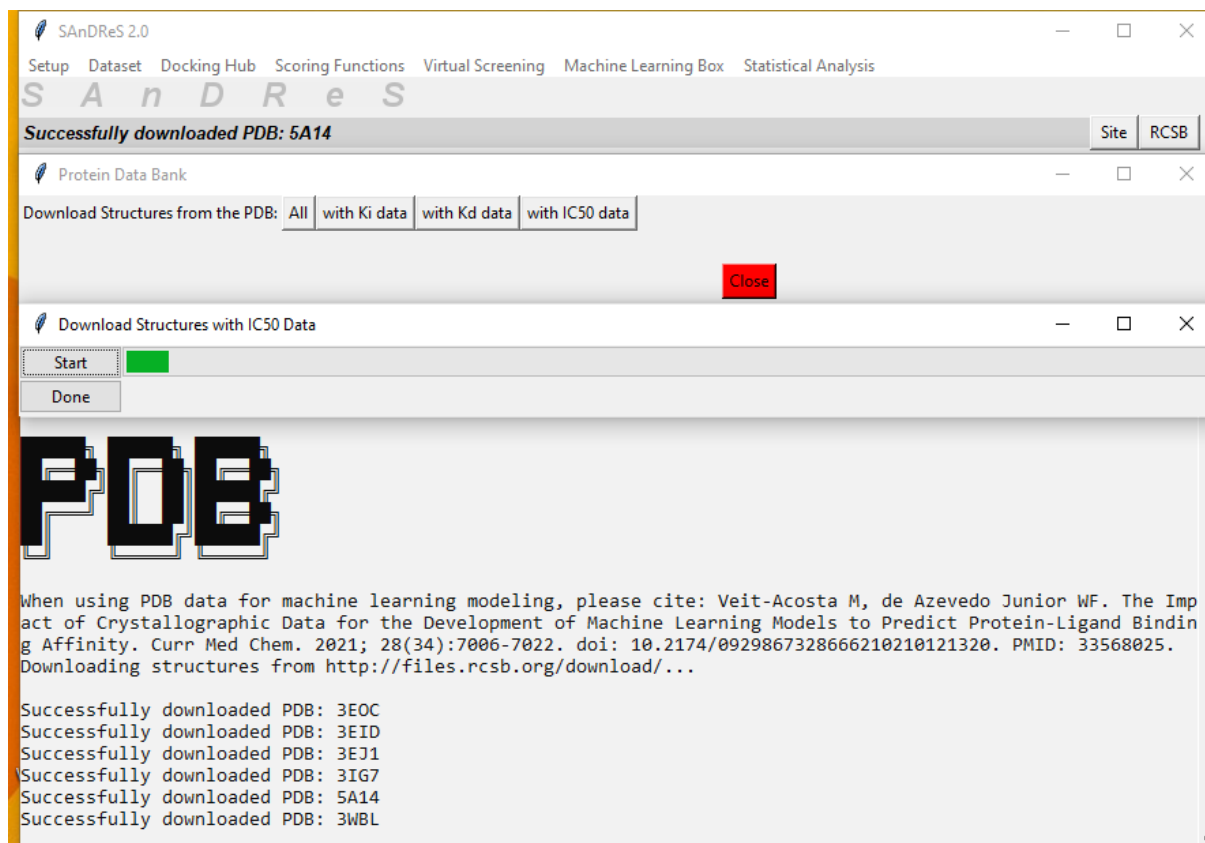 SAnDReS 2.0
Setup Dataset Docking Hub Scoring Functions Virtual Screening Machine Learning Box Statistical Analysis
S A n D R e S
Successfully downloaded PDB: 5A14 Site RCSB
Protein Data Bank
Download Structures from the PDB: All with Ki data with Kd data with IC50 data
Close
Download Structures with IC50 Data
Start
Done
PDB
When using PDB data for machine learning modeling, please cite: Veit-Acosta M, de Azevedo Junior WF. The Imp
act of Crystallographic Data for the Development of Machine Learning Models to Predict Protein-Ligand Bindin
g Affinity. Curr Med Chem. 2021; 28(34):7006-7022. doi: 10.2174/0929867328666210210121320. PMID: 33568025.
Downloading structures from http://files.rcsb.org/download/...
Successfully downloaded PDB: 3EOC
Successfully downloaded PDB: 3EID
Successfully downloaded PDB: 3EJ1
Successfully downloaded PDB: 3IG7
Successfully downloaded PDB: 5A14
Successfully downloaded PDB: 3WBL